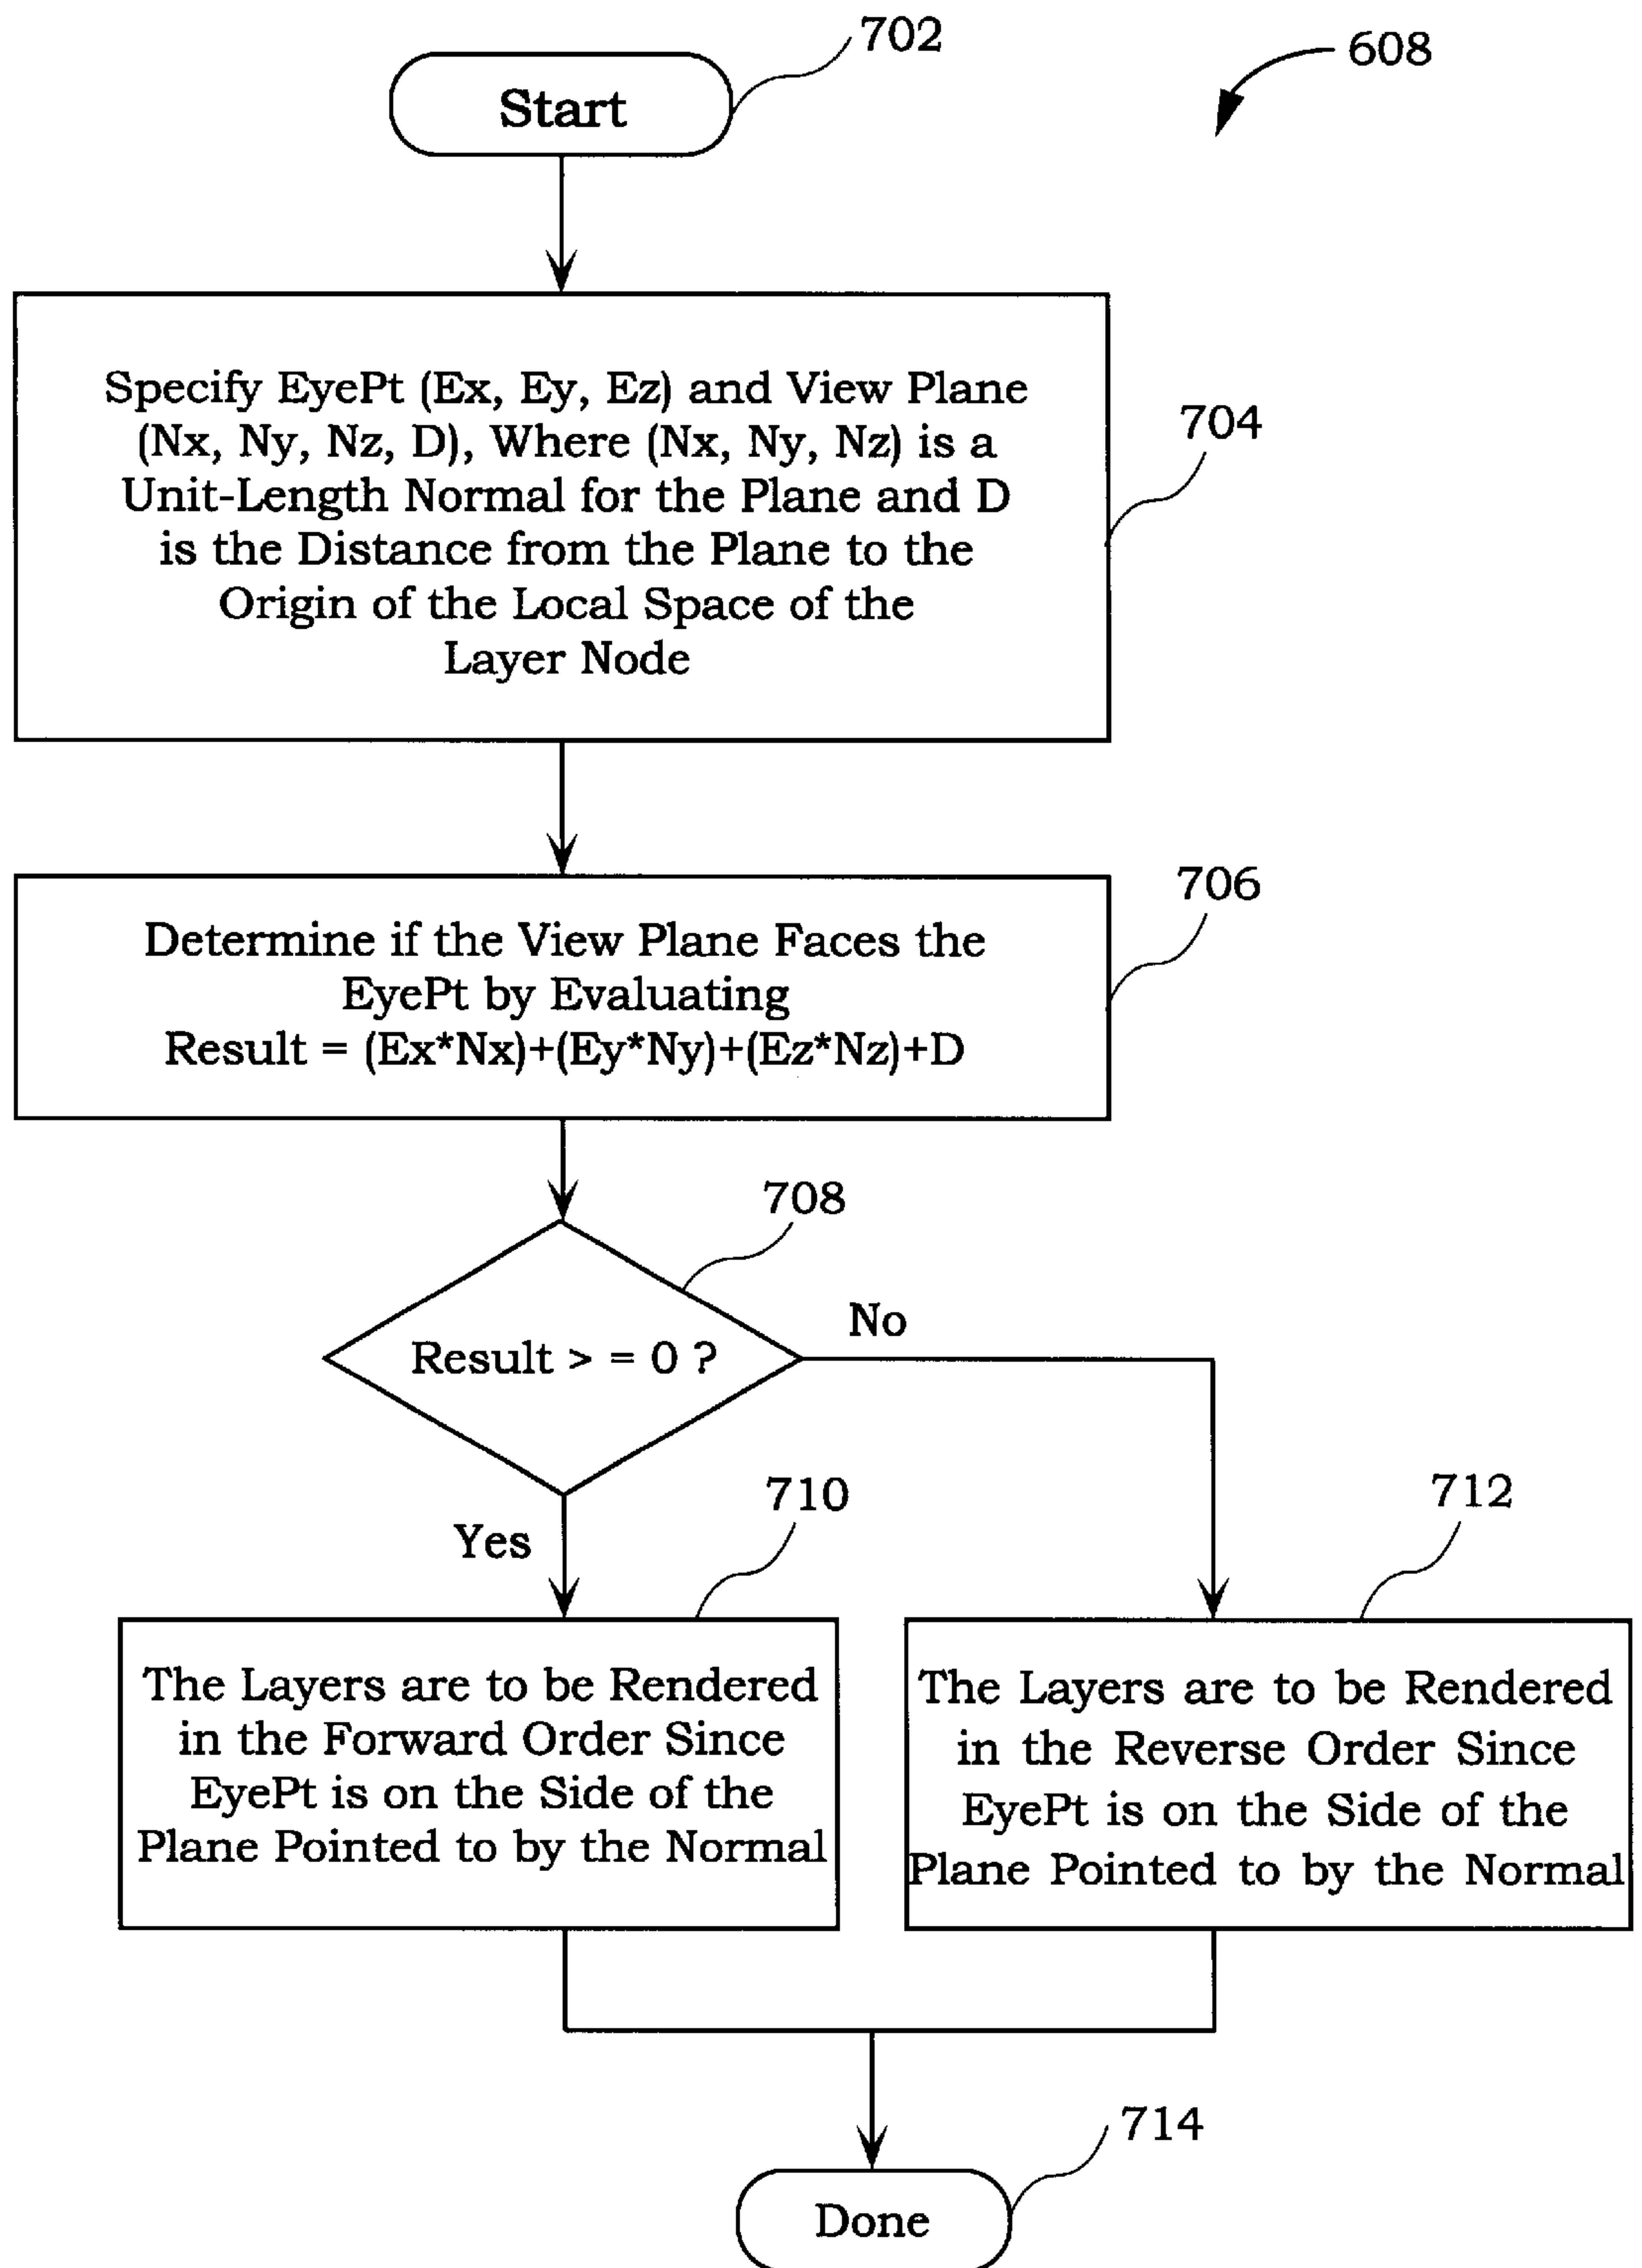 702
608
Start
Specify EyePt (Ex, Ey, Ez) and View Plane
(Nx, Ny, Nz, D), Where (Nx, Ny, Nz) is a
Unit-Length Normal for the Plane and D
is the Distance from the Plane to the
Origin of the Local Space of the
Layer Node
704
706
Determine if the View Plane Faces the
EyePt by Evaluating
Result = (Ex*Nx)+(Ey*Ny)+(Ez*Nz)+D
708
No
Result > = 0 ?
710
712
Yes
The Layers are to be Rendered
in the Forward Order Since
EyePt is on the Side of the
Plane Pointed to by the Normal
The Layers are to be Rendered
in the Reverse Order Since
EyePt is on the Side of the
Plane Pointed to by the Normal
714
Done